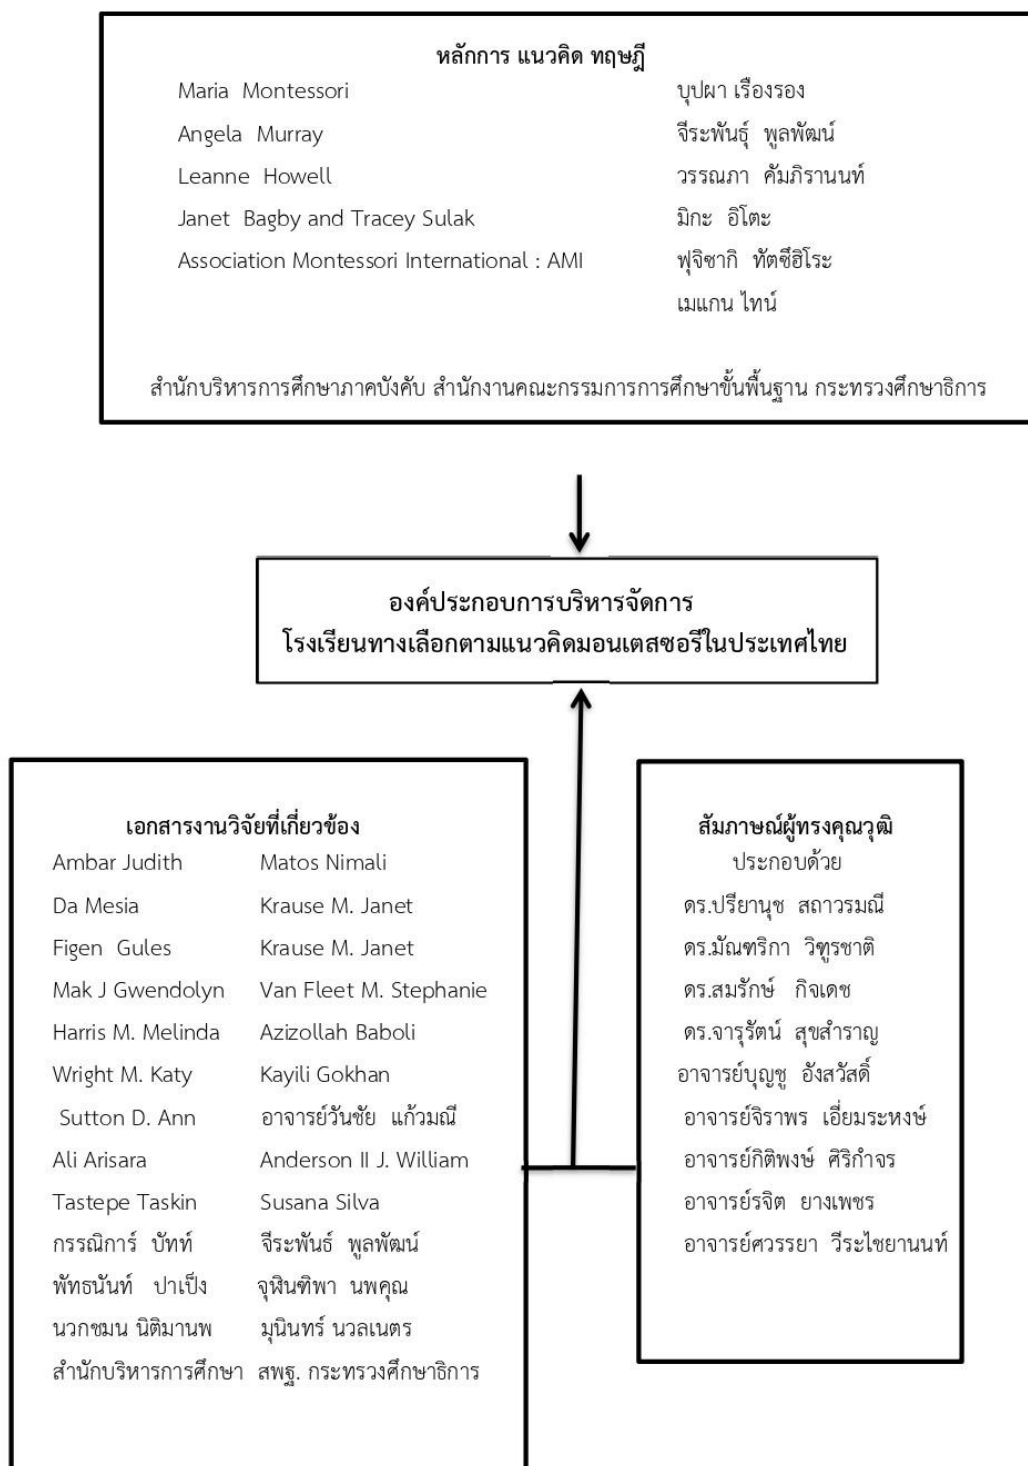 หลักการ แนวคิด ทฤษฎี
Maria Montessori บุปผา เรืองรอง
Angela Murray จีระพันธุ์ พูลพัฒน์
Leanne Howell วรรณภา คัมภิรานนท์
Janet Bagby and Tracey Sulak มิกะ อิโตะ
Association Montessori International : AMI ฟุจิซากิ ทัตซึฮิโระ
เมแกน ไทน์
สำนักบริหารการศึกษาภาคบังคับ สำนักงานคณะกรรมการการศึกษาขั้นพื้นฐาน กระทรวงศึกษาธิการ
องค์ประกอบการบริหารจัดการ
โรงเรียนทางเลือกตามแนวคิดมอนเตสซอรีในประเทศไทย
เอกสารงานวิจัยที่เกี่ยวข้อง
Ambar Judith Matos Nimali
Da Mesia Krause M. Janet
Figen Gules Krause M. Janet
Mak J Gwendolyn Van Fleet M. Stephanie
Harris M. Melinda Azizollah Baboli
Wright M. Katy Kayili Gokhan
Sutton D. Ann อาจารย์วันชัย แก้วมณี
Ali Arisara Anderson II J. William
Tastepe Taskin Susana Silva
กรรณิการ์ บัทท์ จีระพันธ์ พูลพัฒน์
พัทธนันท์ ปาเป็ง จุฬินฑิพา นพคุณ
นวกชมน นิติมานพ มุนินทร์ นวลเนตร
สำนักบริหารการศึกษา สพฐ. กระทรวงศึกษาธิการ
สัมภาษณ์ผู้ทรงคุณวุฒิ
ประกอบด้วย
ดร.ปรียานุช สถาวรมณี
ดร.มัณฑริกา วิฑูรชาติ
ดร.สมรักษ์ กิจเดช
ดร.จารุรัตน์ สุขสำราญ
อาจารย์บุญชู อังสวัสดิ์
อาจารย์จิราพร เอี่ยมระหงษ์
อาจารย์กิติพงษ์ ศิริกำจร
อาจารย์รจิต ยางเพชร
อาจารย์ศวรรยา วีระไชยานนท์